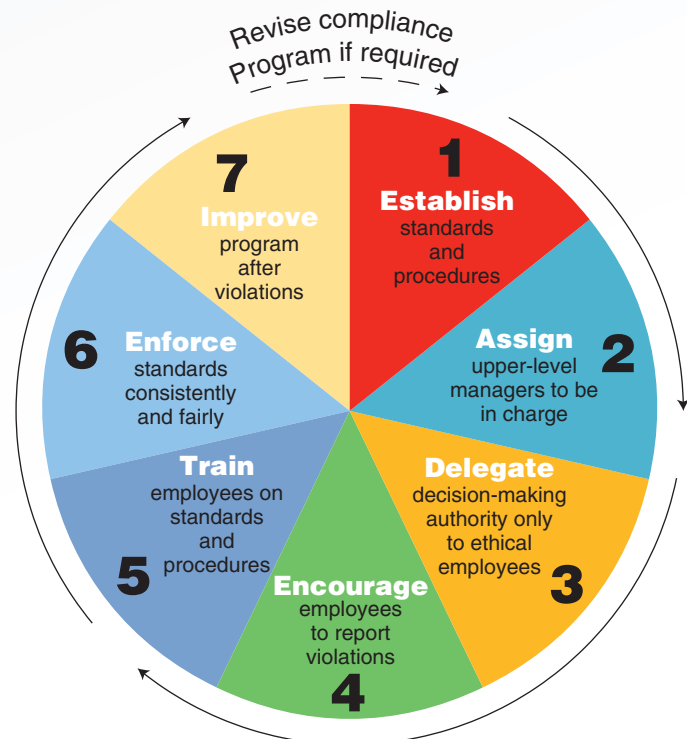 Revise compliance
Program if required
1
Establish
standards
and
procedures
Assign
2
upper-level
managers to be
in charge
Delegate
decision-making
authority only
to ethical
employees
3
Encourage
employees
to report
violations
4
Train
employees on
standards
and
procedures
5
6
Enforce
standards
consistently
and fairly
7
Improve
program
after
violations